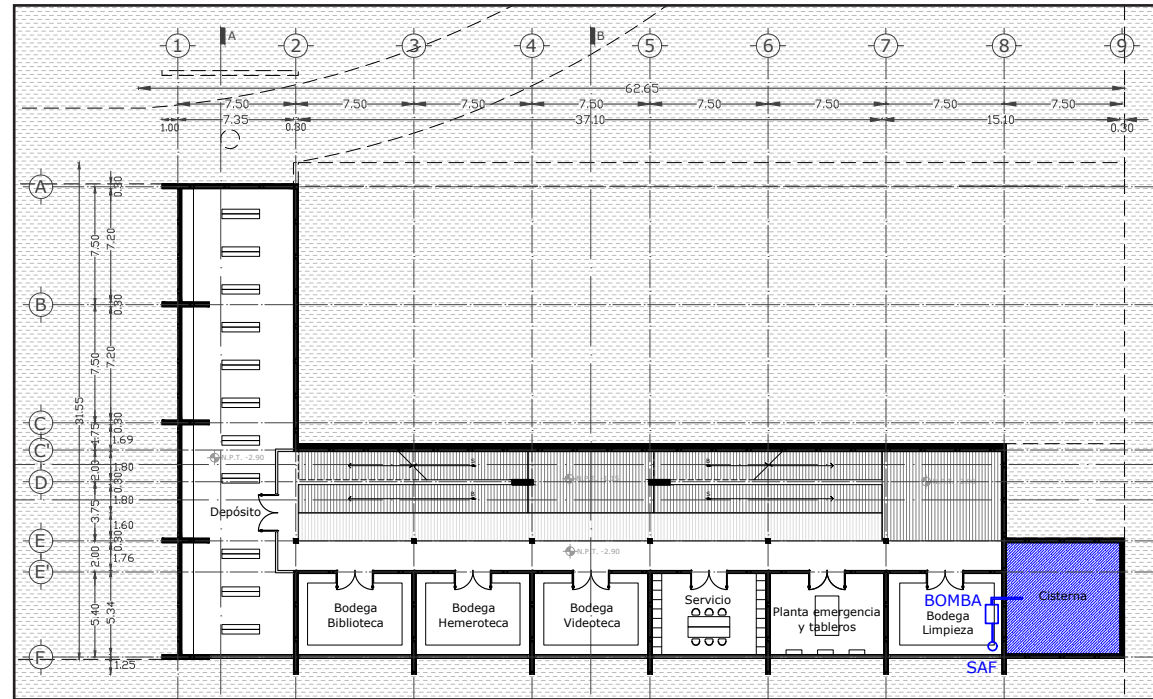 1 2 3 4 5 6 7 8 9
A B
62.65
7.50 7.50 7.50 7.50 7.50 7.50 7.50 7.50
1.00 7.35 0.30 37.10 15.10 0.30
A
0.30
7.50 7.20
B
0.30
7.50 7.20
31.55
C
0.30
4.75 1.69
C'
2.03 1.80
N.P.T. -2.90
D
0.30
3.75 1.80
Depósito
1.60
E
0.30
2.00 1.76
N.P.T. -2.90
E'
5.40 5.34
Bodega
Biblioteca
Bodega
Hemeroteca
Bodega
Videoteca
Servicio
Planta emergencia
y tableros
BOMBA
Bodega
Limpieza
Cisterna
SAF
F
1.25